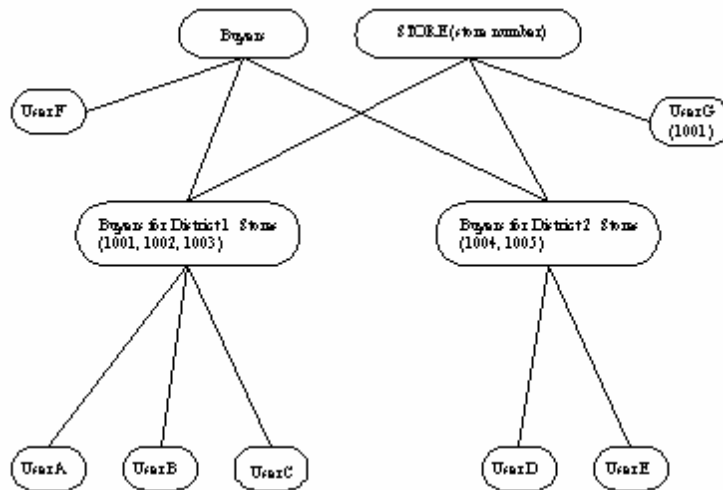 Buyers
STORE(store number)
UserF
UserG
(1001)
Buyers for District1 Stores
(1001, 1002, 1003)
Buyers for District2 Stores
(1004, 1005)
UserA
UserB
UserC
UserD
UserE